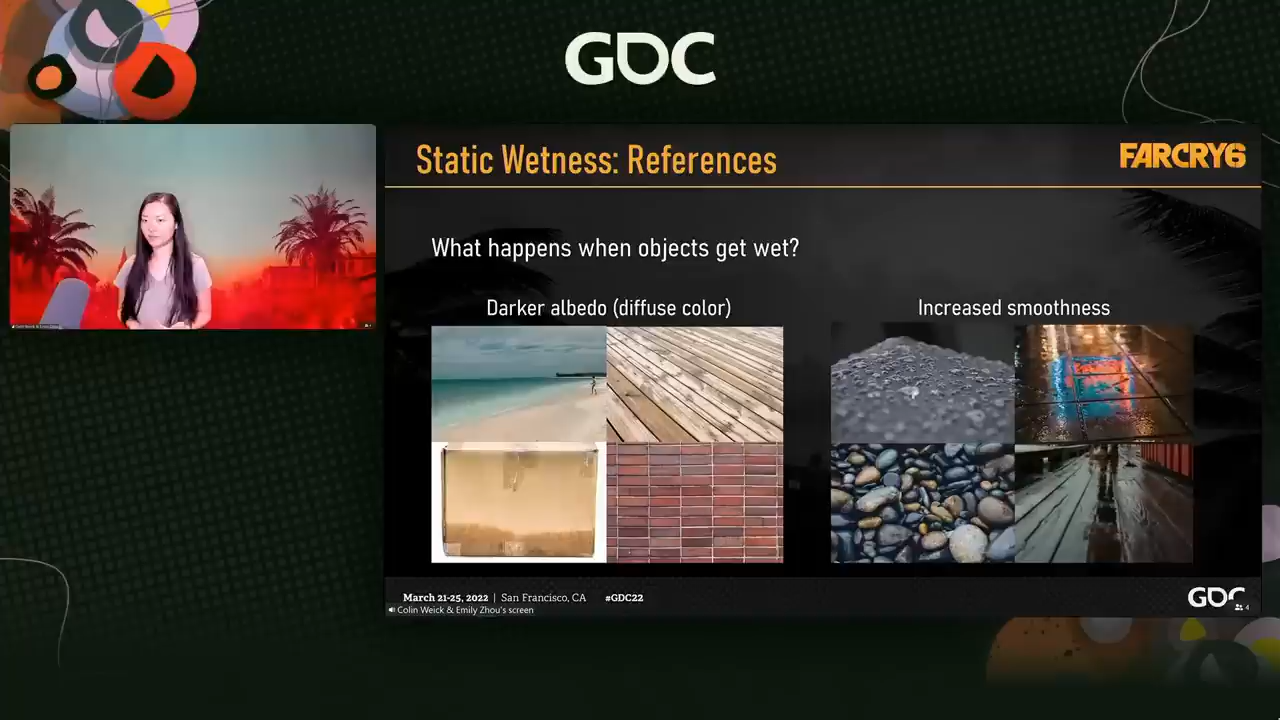 GDC
Static Wetness: References
FARCRY6
What happens when objects get wet?
Darker albedo (diffuse color)
Increased smoothness
March 21-25, 2022 | San Francisco, CA #GDC22
GDC
Colin Weick & Emily Zhou's screen
4